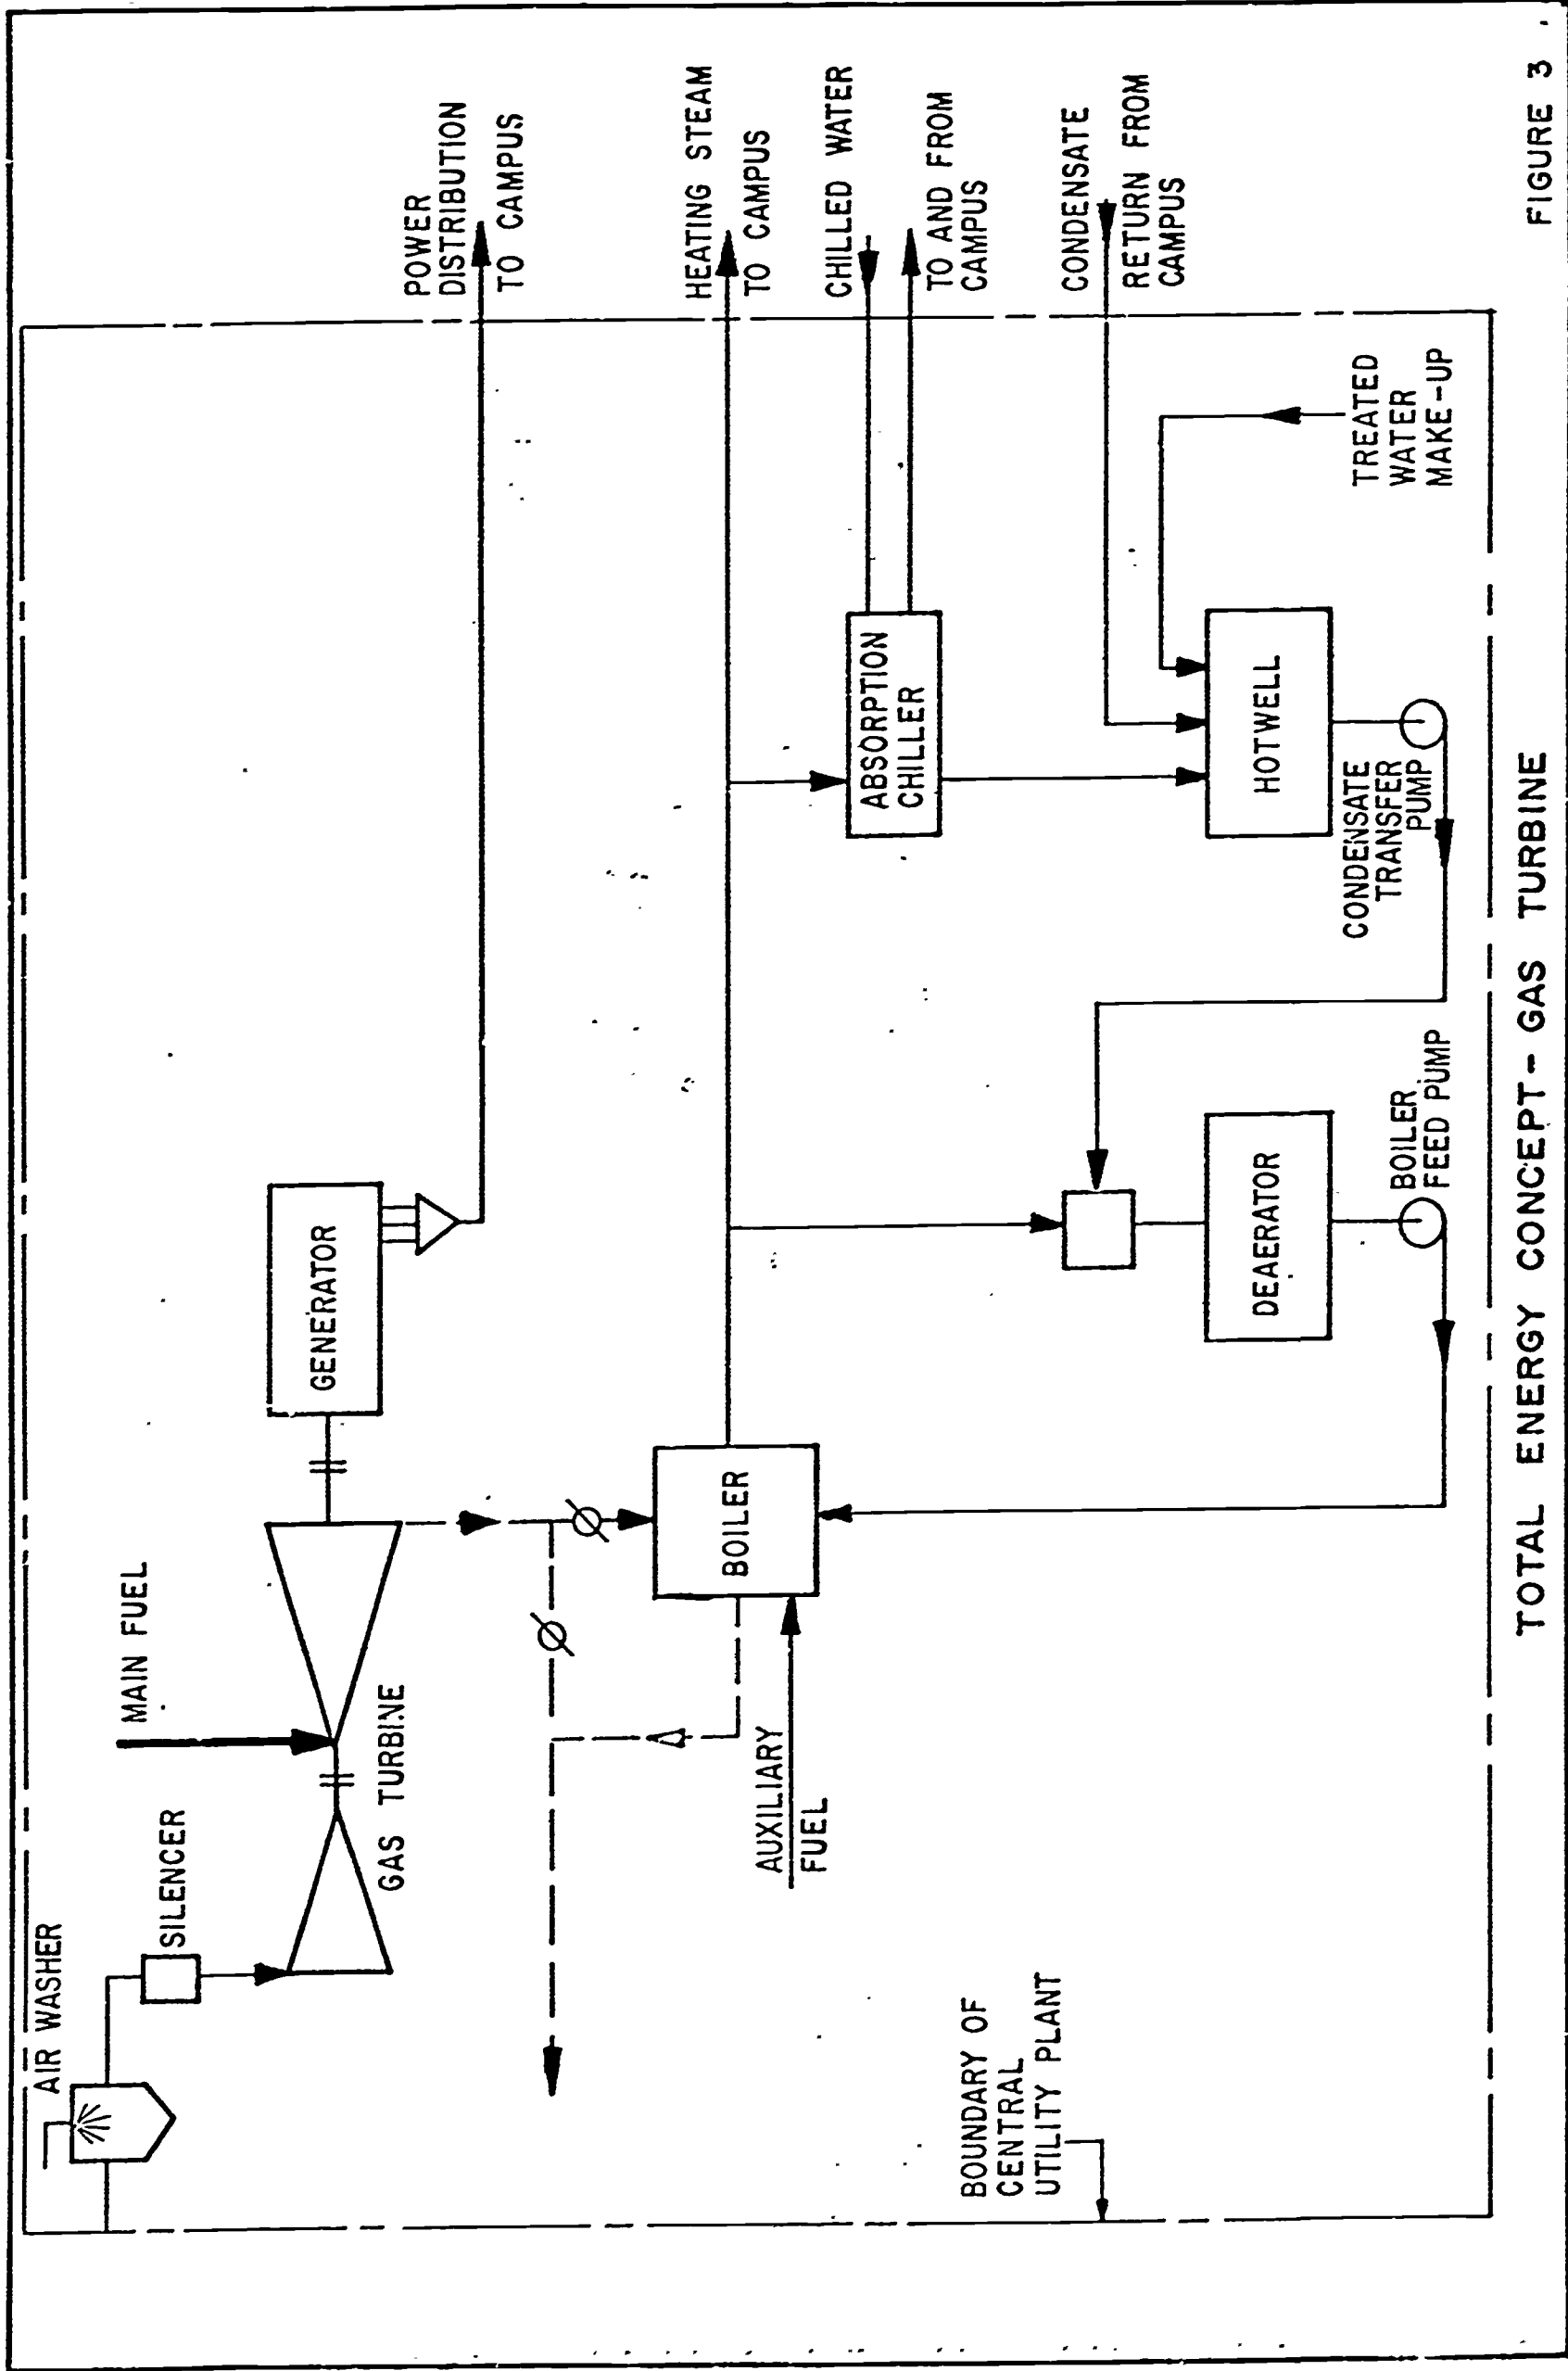 AIR WASHER
SILENCER
MAIN FUEL
GAS TURBINE
GENERATOR
POWER
DISTRIBUTION
TO CAMPUS
HEATING STEAM
TO CAMPUS
CHILLED WATER
TO AND FROM
CAMPUS
CONDENSATE
RETURN FROM
CAMPUS
BOILER
AUXILIARY
FUEL
ABSORPTION
CHILLER
HOTWELL
TREATED
WATER
MAKE-UP
CONDENSATE
TRANSFER
PUMP
DEAERATOR
BOILER
FEED PUMP
BOUNDARY OF
CENTRAL
UTILITY PLANT
TOTAL ENERGY CONCEPT- GAS TURBINE
FIGURE 3